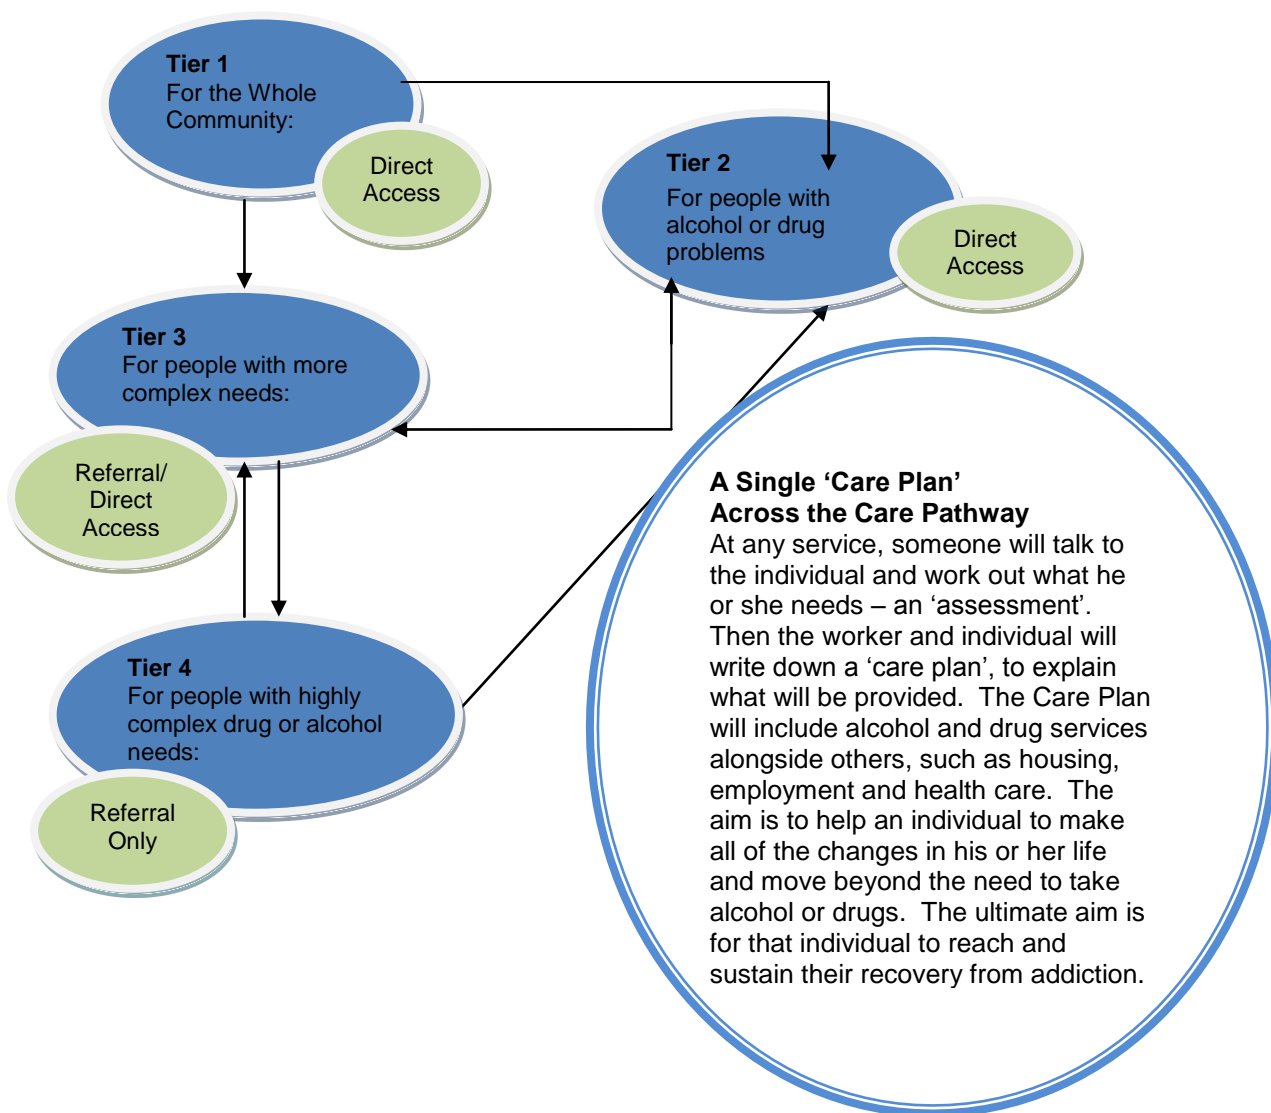 Tier 1
For the Whole
Community:
Direct
Access
Tier 2
For people with
alcohol or drug
problems
Direct
Access
Tier 3
For people with more
complex needs:
Referral/
Direct
Access
Tier 4
For people with highly
complex drug or alcohol
needs:
Referral
Only
A Single ‘Care Plan’
Across the Care Pathway
At any service, someone will talk to
the individual and work out what he
or she needs – an ‘assessment’.
Then the worker and individual will
write down a ‘care plan’, to explain
what will be provided.  The Care Plan
will include alcohol and drug services
alongside others, such as housing,
employment and health care.  The
aim is to help an individual to make
all of the changes in his or her life
and move beyond the need to take
alcohol or drugs.  The ultimate aim is
for that individual to reach and
sustain their recovery from addiction.